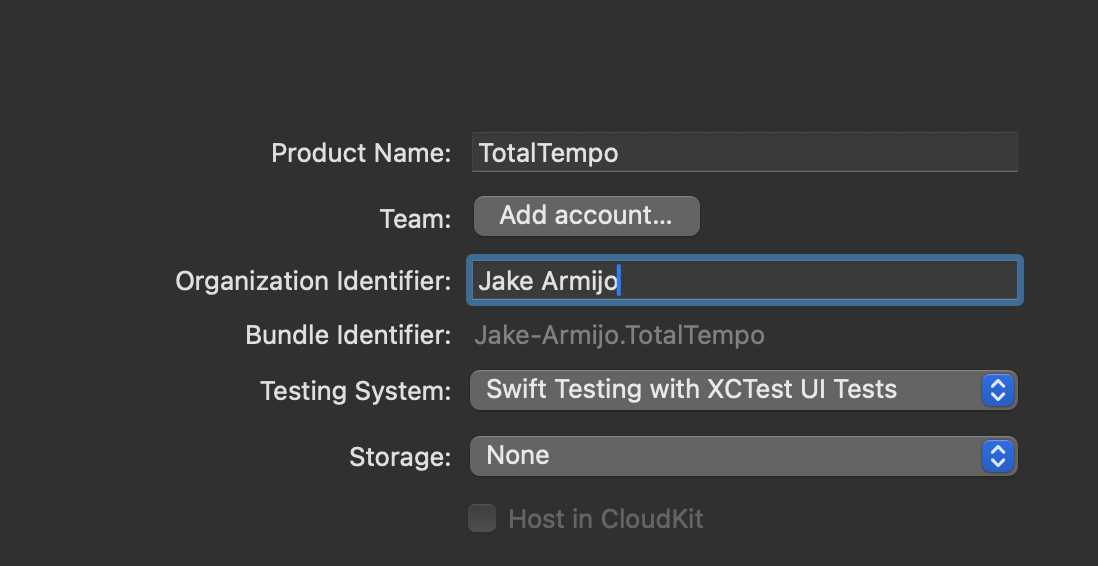 Product Name: TotalTempo
Team: Add account...
Organization Identifier: Jake Armijo
Bundle Identifier: Jake-Armijo.TotalTempo
Testing System: Swift Testing with XCTest UI Tests
Storage: None
Host in CloudKit